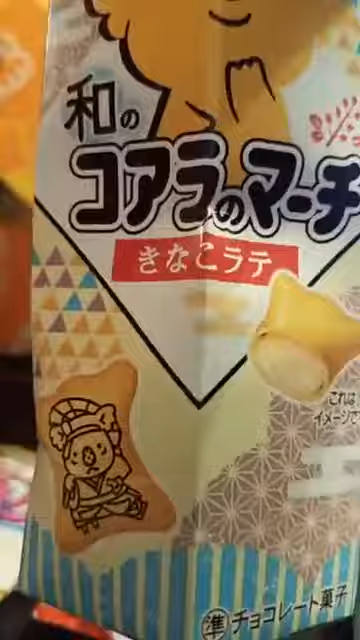 和の
コアラのマーチ
きなこラテ
これは
イメージで
準チョコレート菓子